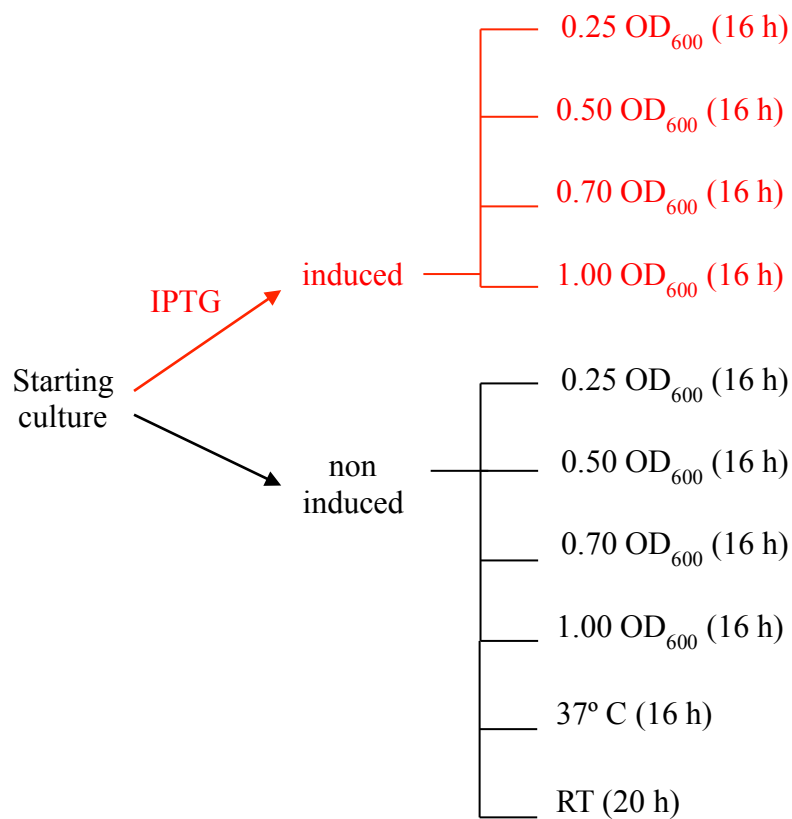 0.25 OD600 (16 h)
0.50 OD600 (16 h)
0.70 OD600 (16 h)
1.00 OD600 (16 h)
induced
IPTG
Starting
culture
non
induced
0.25 OD600 (16 h)
0.50 OD600 (16 h)
0.70 OD600 (16 h)
1.00 OD600 (16 h)
37º C (16 h)
RT (20 h)